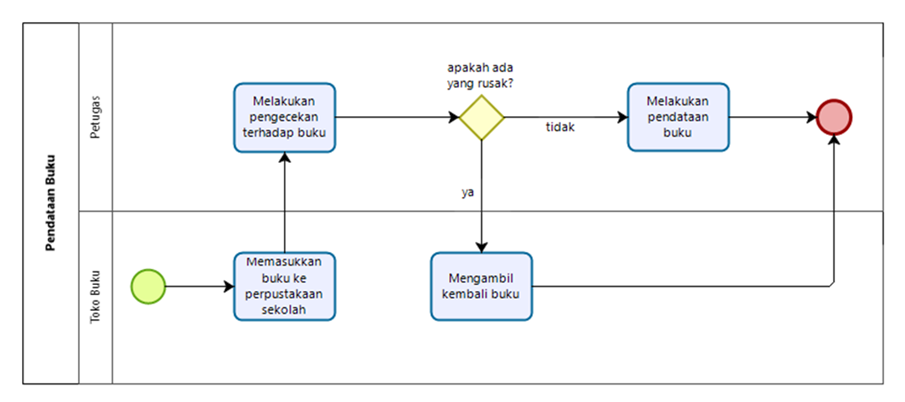 Pendataan Buku
Petugas
Melakukan
pengecekan
terhadap buku
apakah ada
yang rusak?
tidak
Melakukan
pendataan
buku
ya
Toko Buku
Memasukkan
buku ke
perpustakaan
sekolah
Mengambil
kembali buku